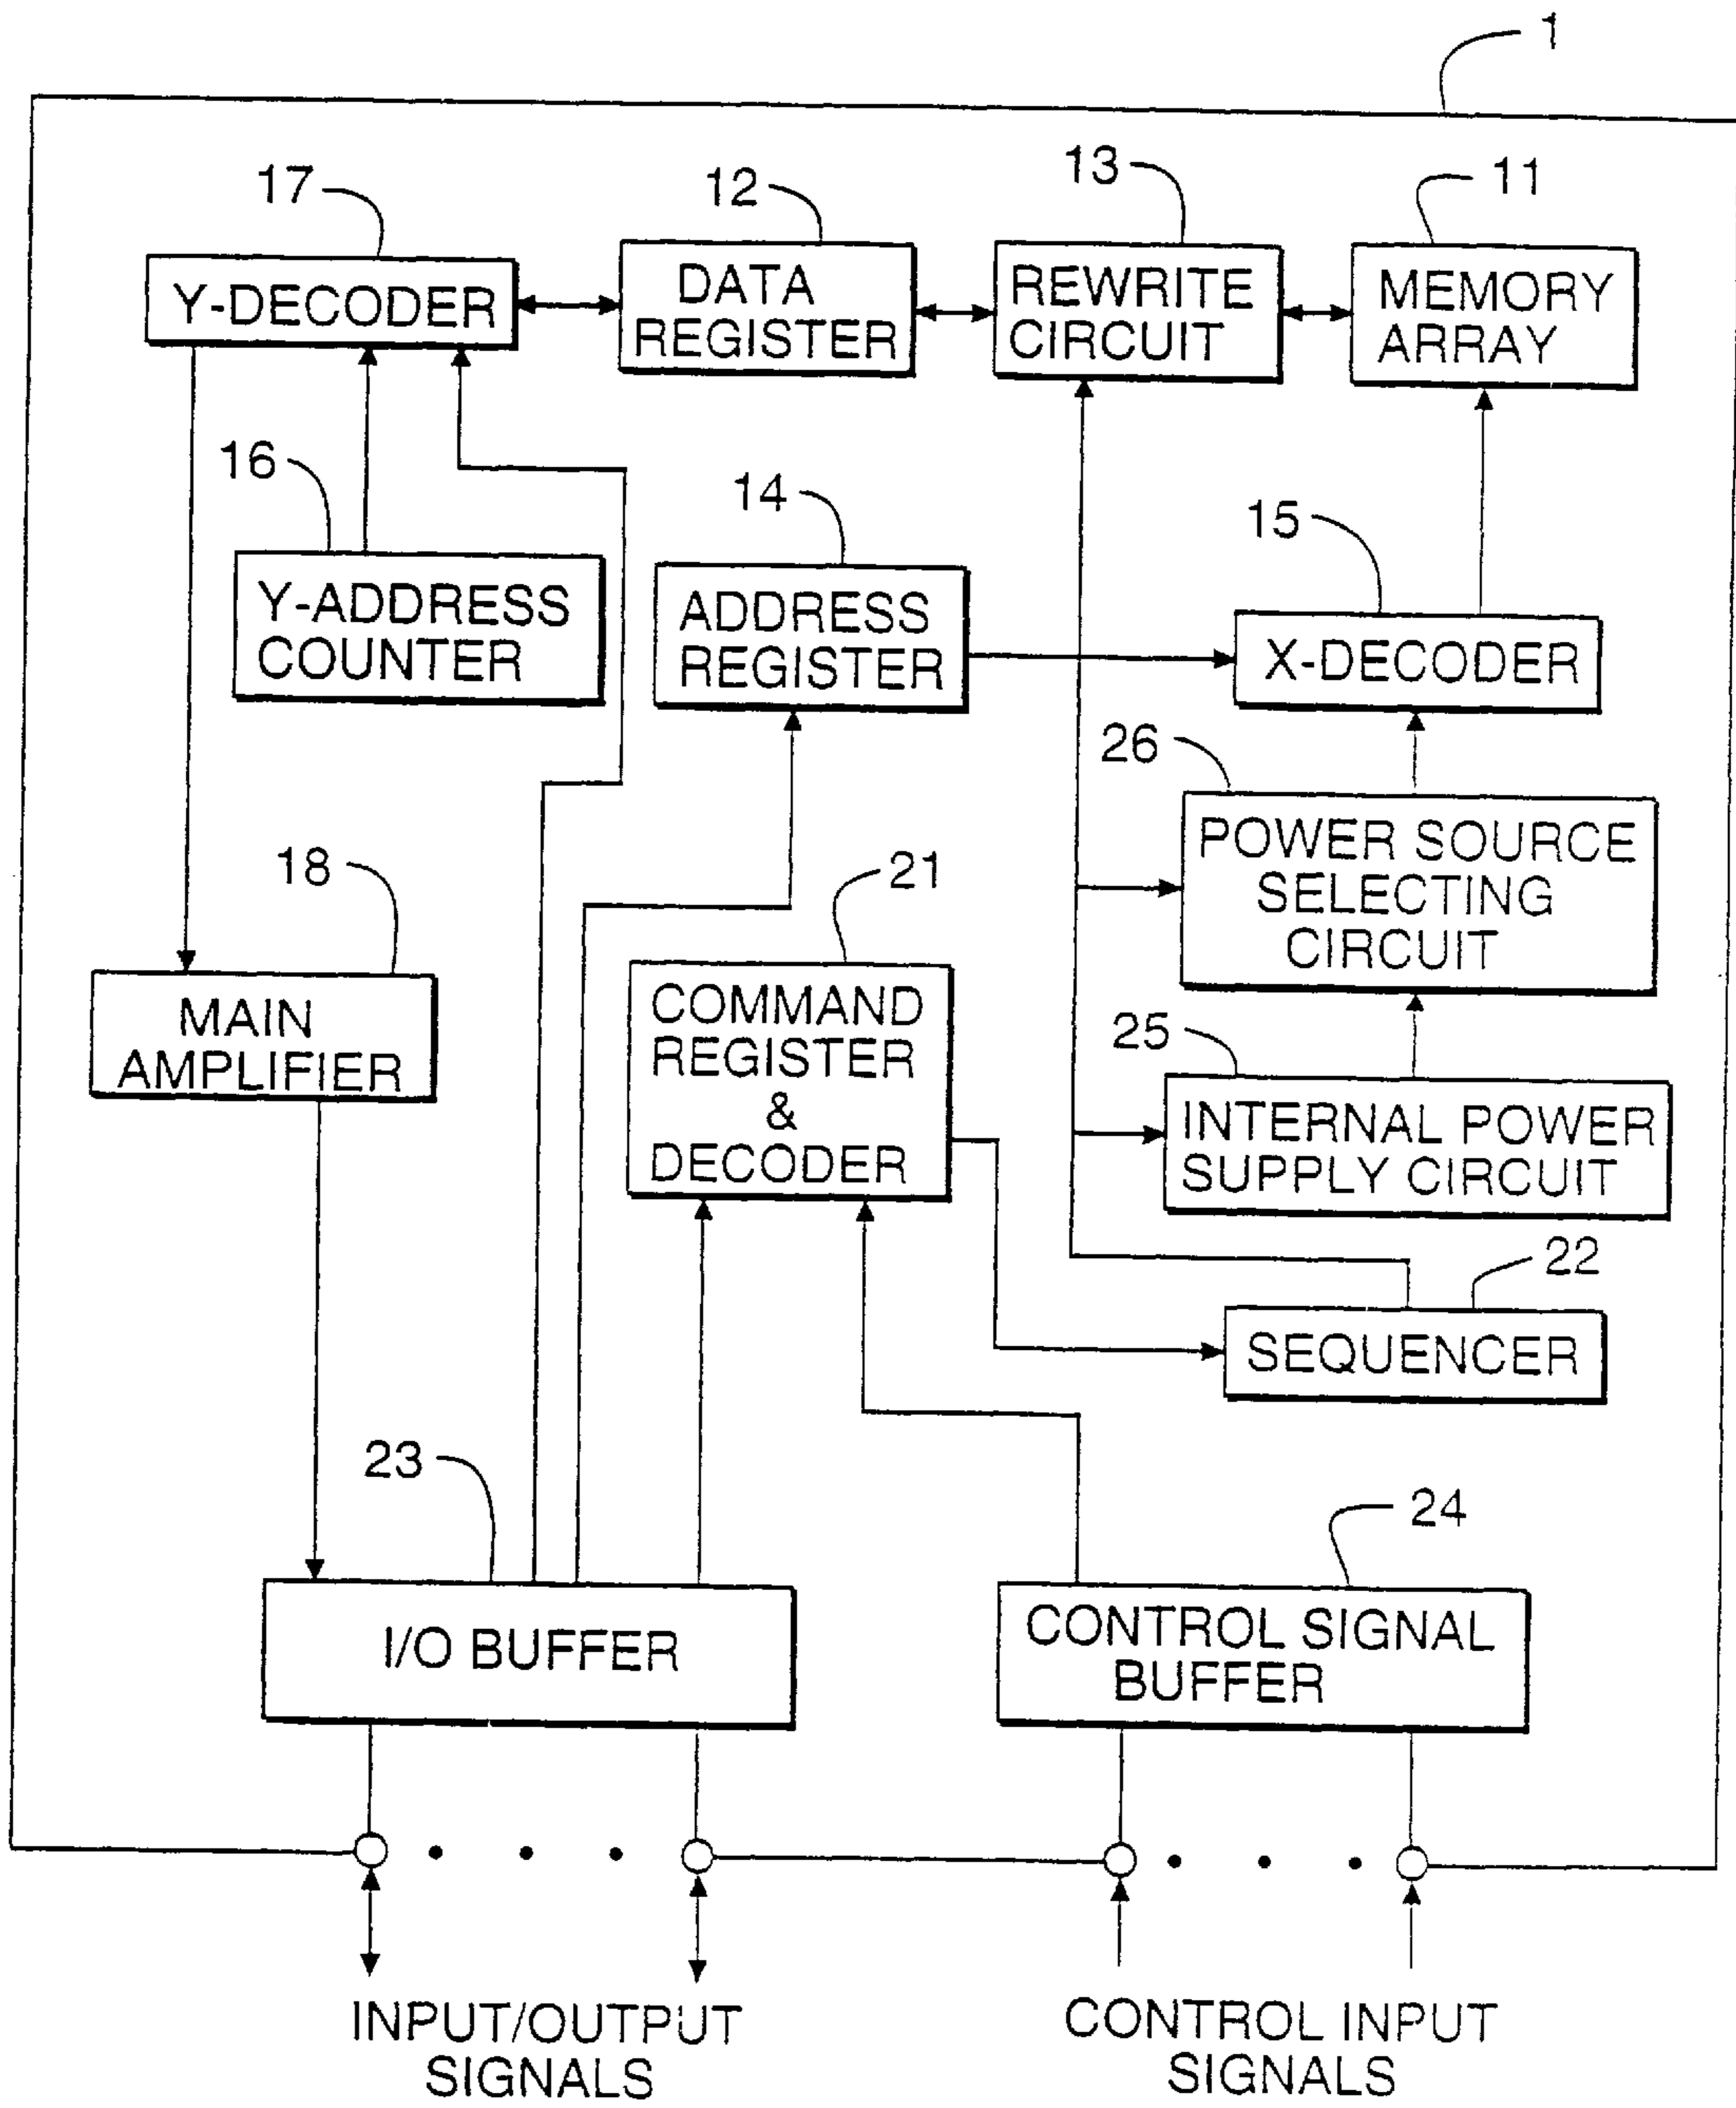 1
17
12
13
11
Y-DECODER
DATA
REGISTER
REWRITE
CIRCUIT
MEMORY
ARRAY
16
14
15
Y-ADDRESS
COUNTER
ADDRESS
REGISTER
X-DECODER
26
POWER SOURCE
SELECTING
CIRCUIT
18
21
MAIN
AMPLIFIER
COMMAND
REGISTER
&
DECODER
25
INTERNAL POWER
SUPPLY CIRCUIT
22
SEQUENCER
23
24
I/O BUFFER
CONTROL SIGNAL
BUFFER
INPUT/OUTPUT
SIGNALS
CONTROL INPUT
SIGNALS